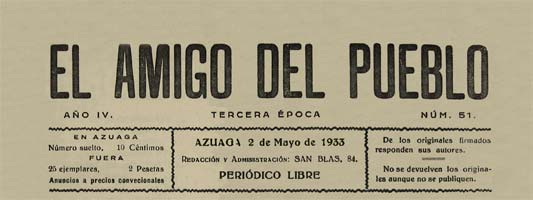 EL AMIGO DEL PUEBLO
AÑO IV. TERCERA ÉPOCA NÚM. 51.
EN AZUAGA
Número suelto, 10 Céntimos
FUERA
25 ejemplares, 2 Pesetas
Anuncios a precios convecionales
AZUAGA 2 de Mayo de 1933
REDACCIÓN Y ADMINISTRACIÓN: SAN BLAS, 84.
PERIÓDICO LIBRE
De los originales firmados
responden sus autores.
No se devuelven los origina-
les aunque no se publiquen.